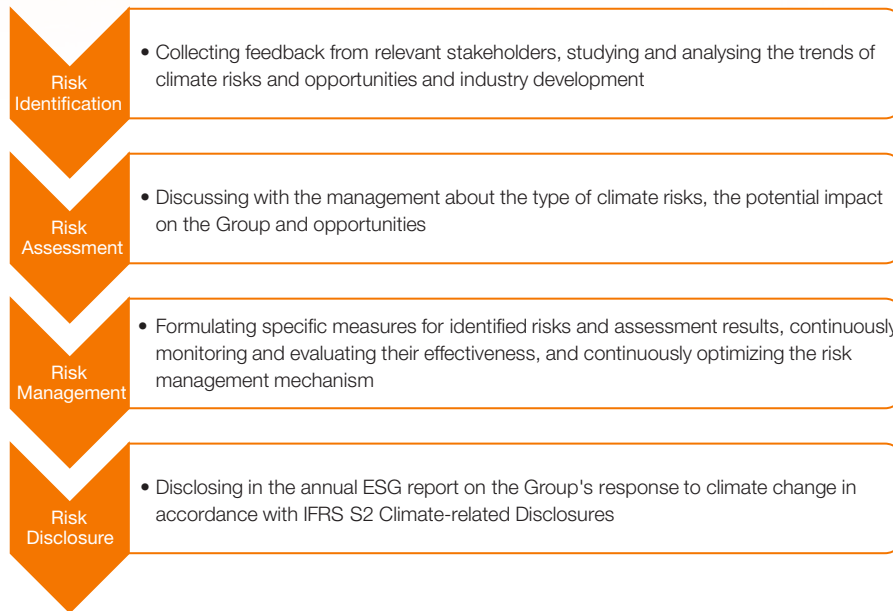 Risk
Identification
• Collecting feedback from relevant stakeholders, studying and analysing the trends of
climate risks and opportunities and industry development
Risk
Assessment
• Discussing with the management about the type of climate risks, the potential impact
on the Group and opportunities
Risk
Management
• Formulating specific measures for identified risks and assessment results, continuously
monitoring and evaluating their effectiveness, and continuously optimizing the risk
management mechanism
Risk
Disclosure
• Disclosing in the annual ESG report on the Group's response to climate change in
accordance with IFRS S2 Climate-related Disclosures